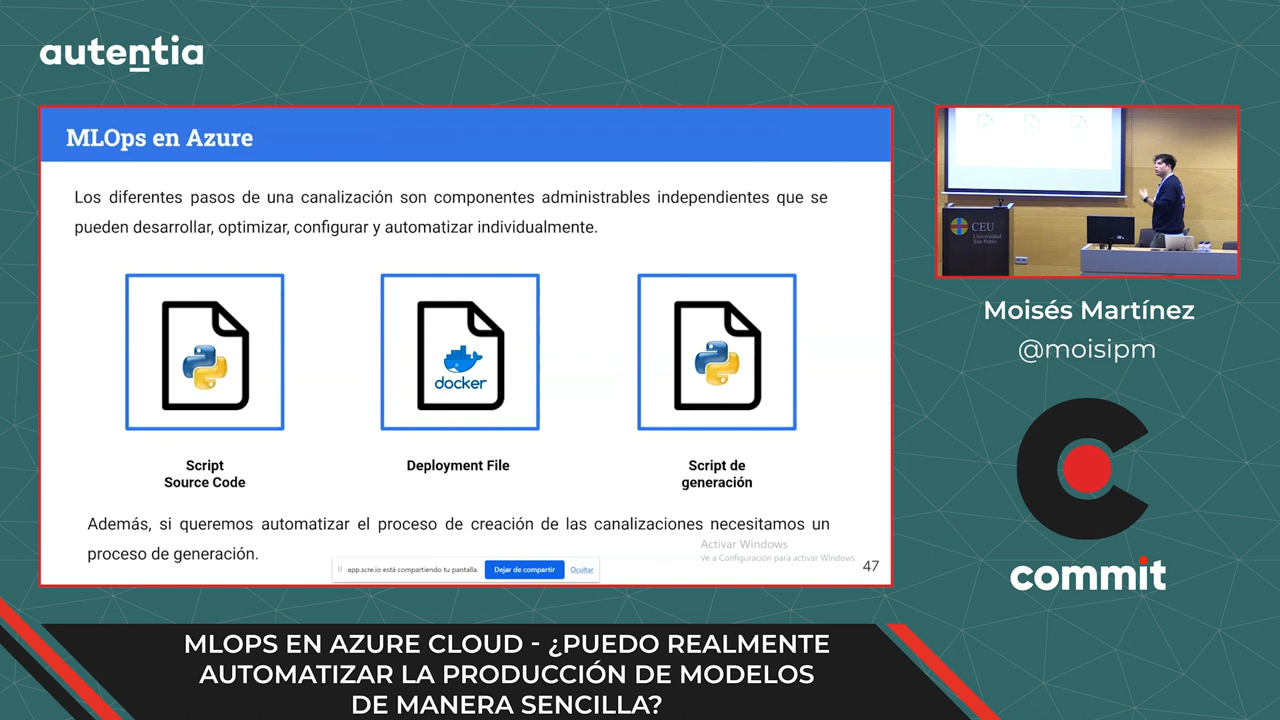 autentia
MLOps en Azure
Los diferentes pasos de una canalización son componentes administrables independientes que se
pueden desarrollar, optimizar, configurar y automatizar individualmente.
docker
Script
Source Code
Deployment File
Script de
generación
Además, si queremos automatizar el proceso de creación de las canalizaciones necesitamos un
proceso de generación.
Activar Windows
Ve a Configuración para activar Windows.
app.scre.io está compartiendo tu pantalla.
Dejar de compartir
Ocultar
47
CEU
Universidad
San Pablo
Moisés Martínez
@moisipm
commit
MLOPS EN AZURE CLOUD - ¿PUEDO REALMENTE
AUTOMATIZAR LA PRODUCCIÓN DE MODELOS
DE MANERA SENCILLA?